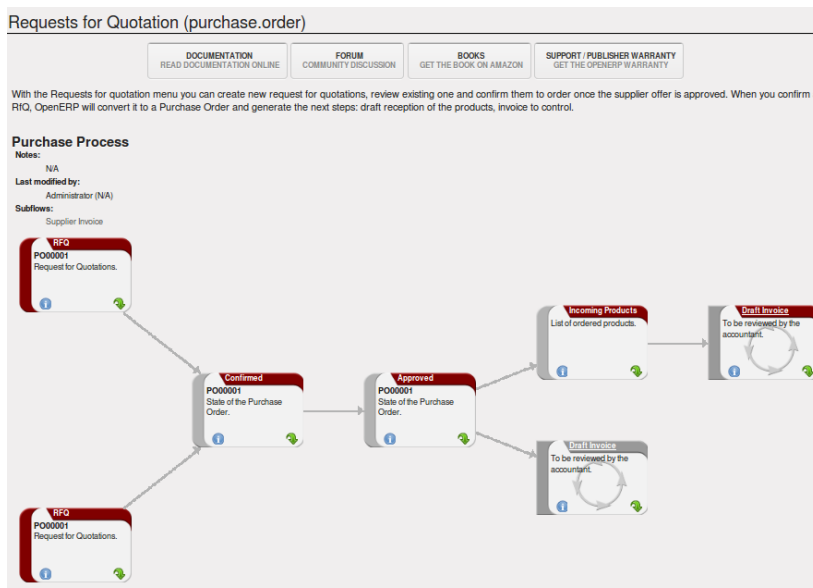 Requests for Quotation (purchase.order)
DOCUMENTATION
READ DOCUMENTATION ONLINE
FORUM
COMMUNITY DISCUSSION
BOOKS
GET THE BOOK ON AMAZON
SUPPORT / PUBLISHER WARRANTY
GET THE OPENERP WARRANTY
With the Requests for quotation menu you can create new request for quotations, review existing one and confirm them to order once the supplier offer is approved. When you confirm
RfQ, OpenERP will convert it to a Purchase Order and generate the next steps: draft reception of the products, invoice to control.
Purchase Process
Notes:
N/A
Last modified by:
Administrator (N/A)
Subflows:
Supplier Invoice
RFQ
PO00001
Request for Quotations.
Incoming Products
List of ordered products.
Draft Invoice
To be reviewed by the
accountant.
Confirmed
PO00001
State of the Purchase
Order.
Approved
PO00001
State of the Purchase
Order.
Draft Invoice
To be reviewed by the
accountant.
RFQ
PO00001
Request for Quotations.